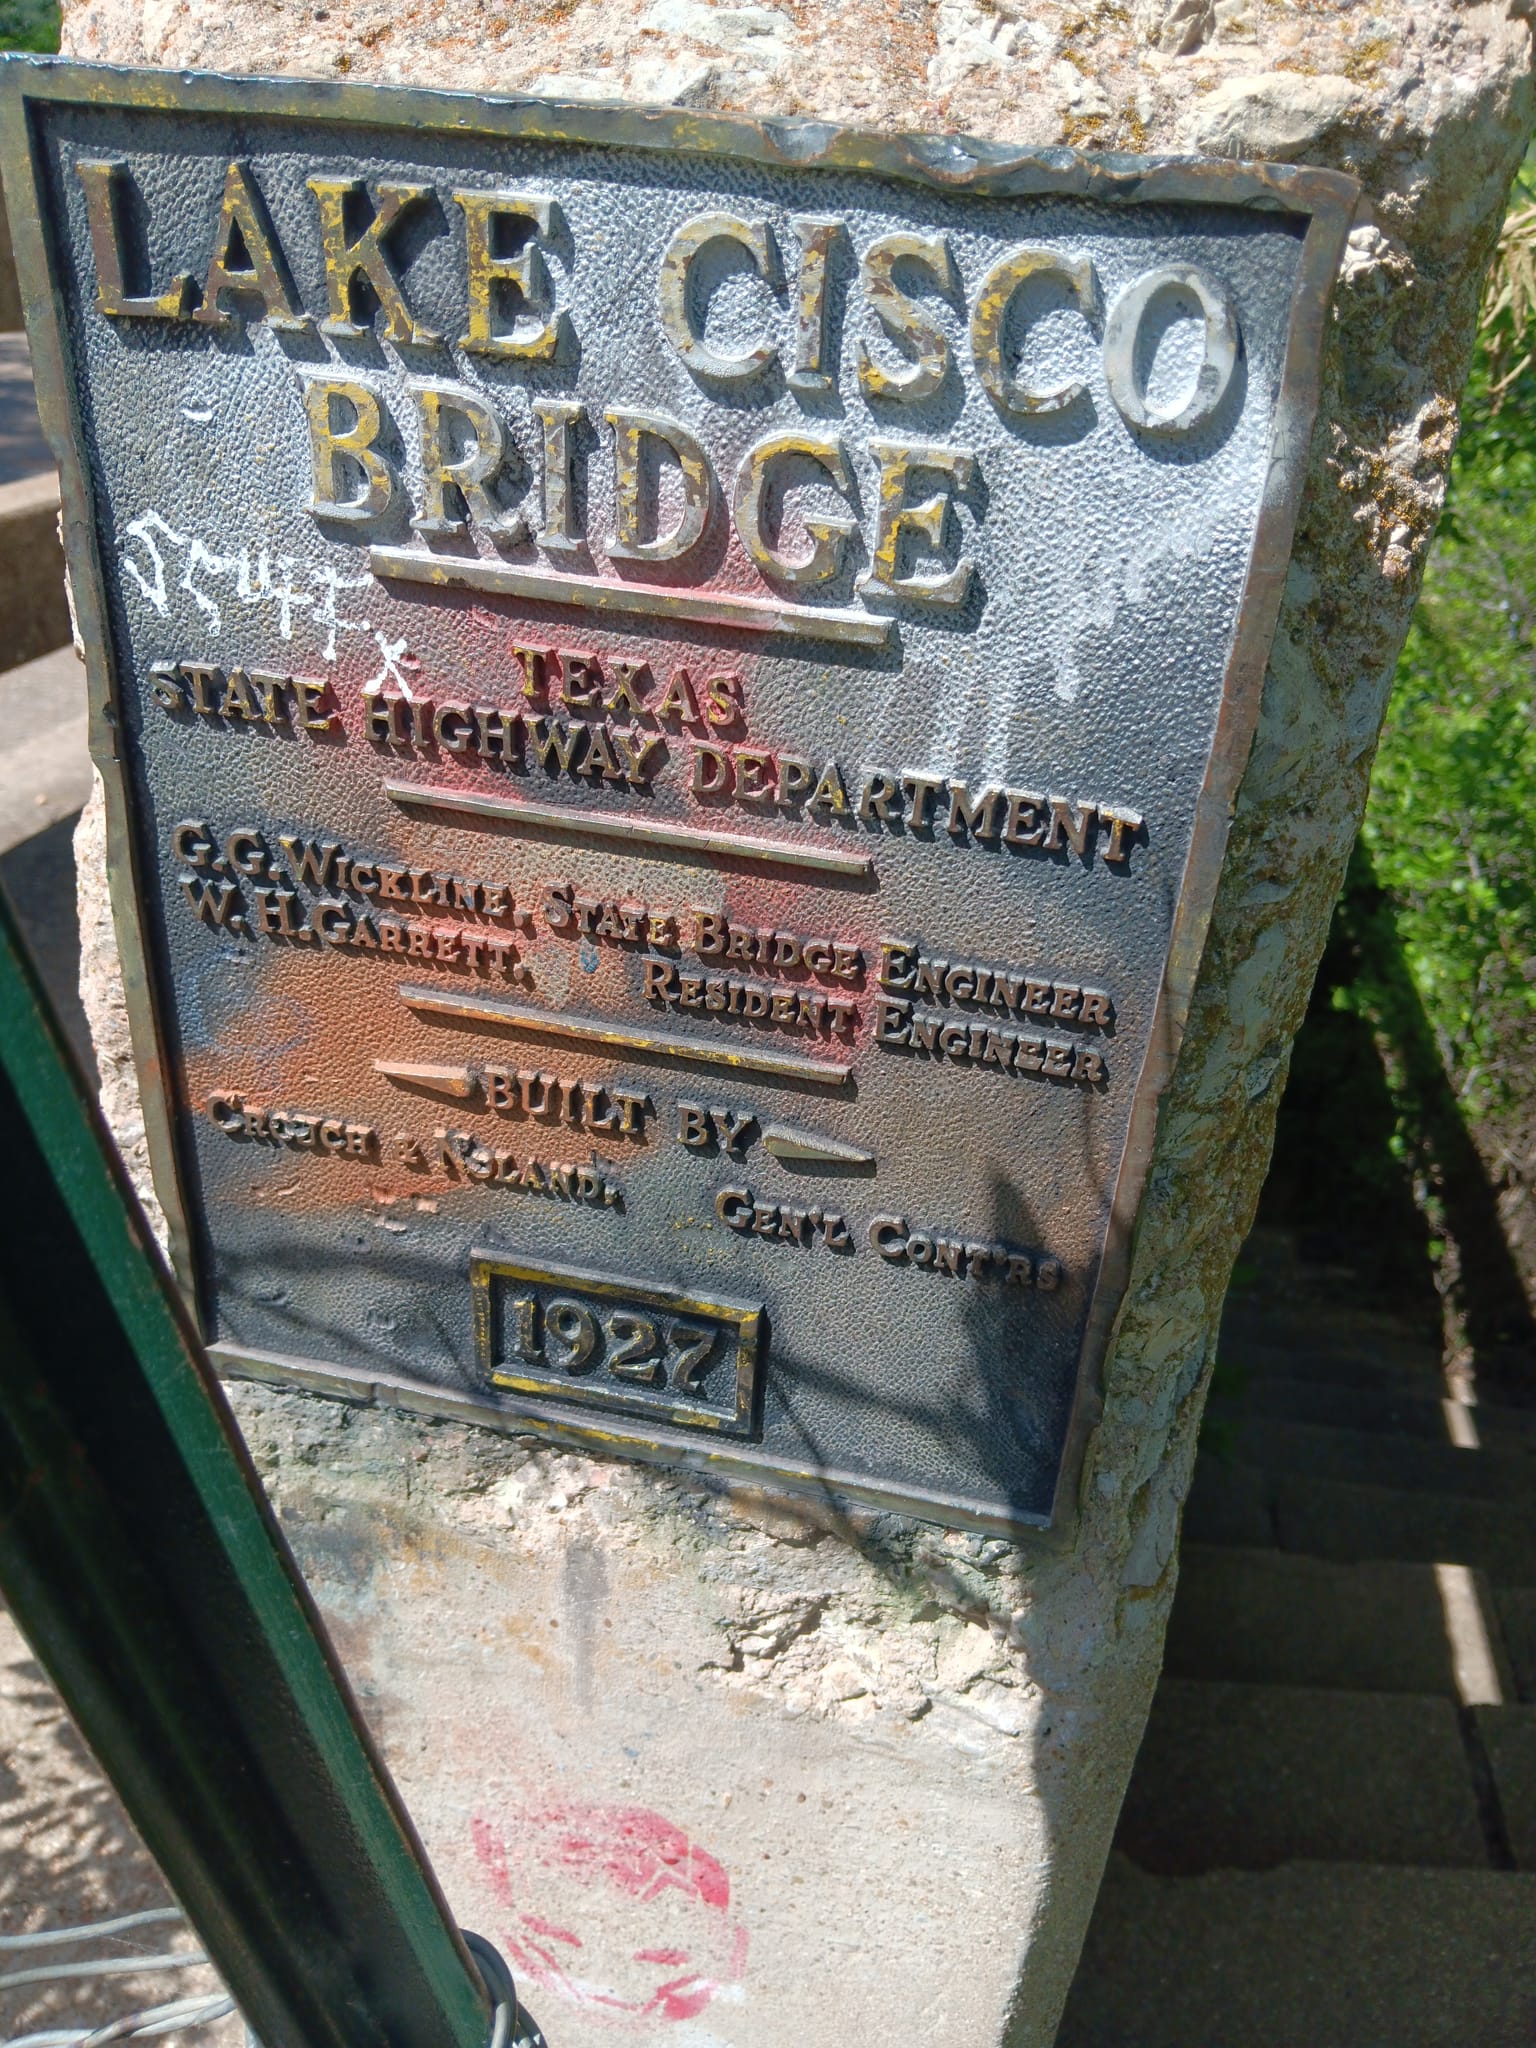 LAKE CISCO
BRIDGE
TEXAS
STATE HIGHWAY DEPARTMENT
G.G. WICKLINE. STATE BRIDGE ENGINEER
W.H. GARRETT. RESIDENT ENGINEER
BUILT BY
CROUCH & NOLAND. GEN'L CONT'RS
1927